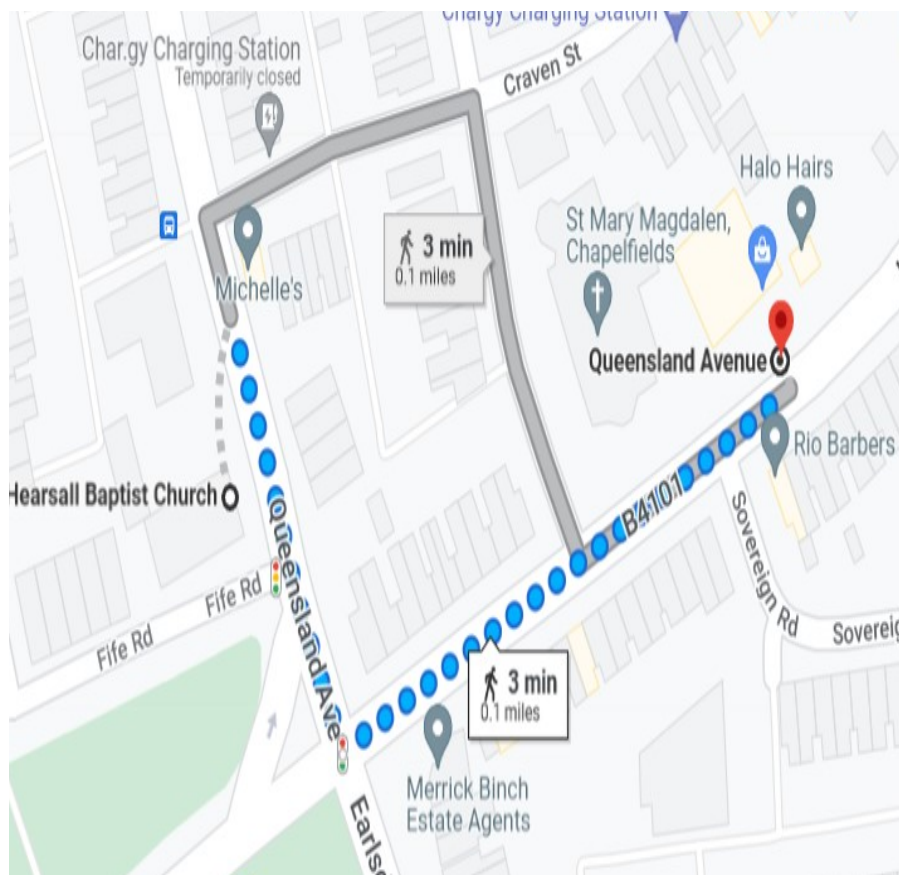 Chargy Charging Station
Char.gy Charging Station
Temporarily closed
Craven St
Halo Hairs
St Mary Magdalen,
Chapelfields
3 min
0.1 miles
Michelle's
Queensland Avenue
Rio Barbers
Hearsall Baptist Church
B4101
Queensland Ave
Sovereign Rd
Fife Rd
Fife Rd
3 min
0.1 miles
Merrick Binch
Estate Agents